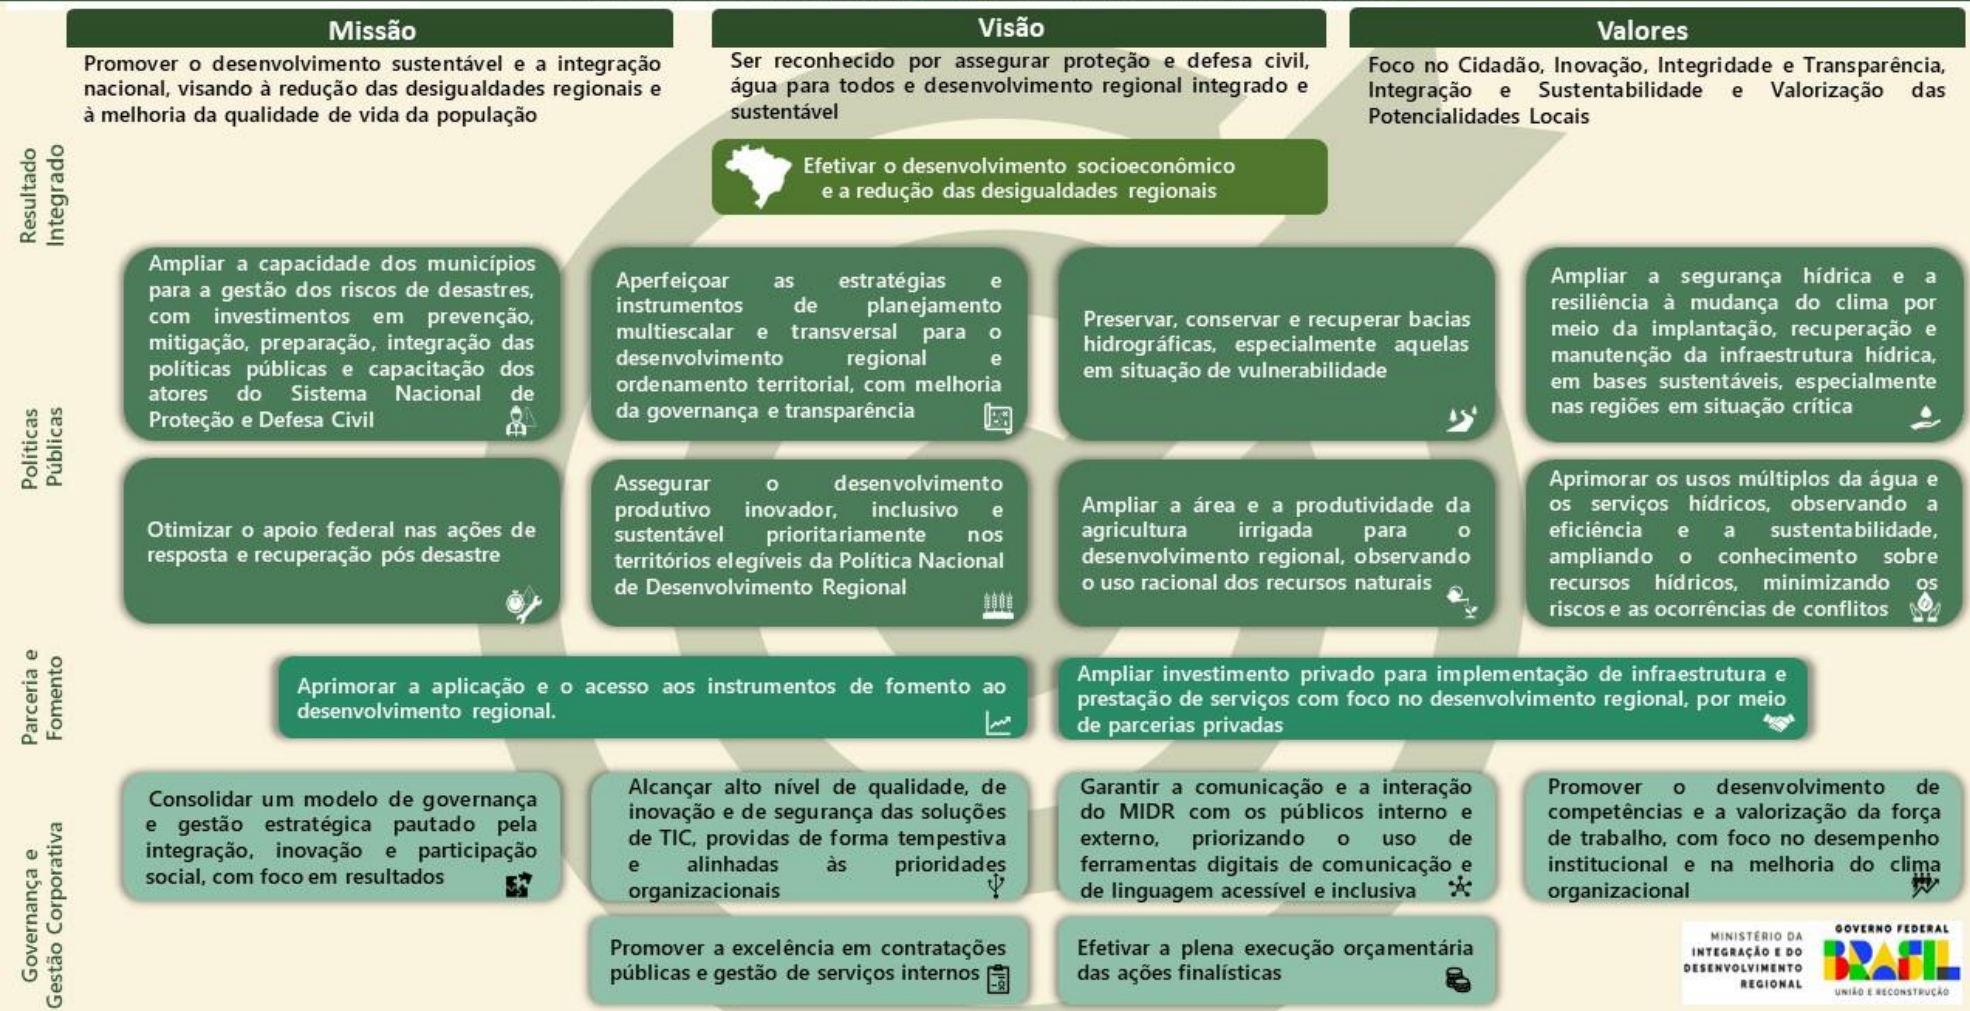 Missão
Promover o desenvolvimento sustentável e a integração
nacional, visando à redução das desigualdades regionais e
à melhoria da qualidade de vida da população
Visão
Ser reconhecido por assegurar proteção e defesa civil,
água para todos e desenvolvimento regional integrado e
sustentável
Valores
Foco no Cidadão, Inovação, Integridade e Transparência,
Integração e Sustentabilidade e Valorização das
Potencialidades Locais
Resultado
Integrado
Efetivar o desenvolvimento socioeconômico
e a redução das desigualdades regionais
Políticas
Públicas
Ampliar a capacidade dos municípios
para a gestão dos riscos de desastres,
com investimentos em prevenção,
mitigação, preparação, integração das
políticas públicas e capacitação dos
atores do Sistema Nacional de
Proteção e Defesa Civil
Aperfeiçoar as estratégias e
instrumentos de planejamento
multiescalar e transversal para o
desenvolvimento regional e
ordenamento territorial, com melhoria
da governança e transparência
Preservar, conservar e recuperar bacias
hidrográficas, especialmente aquelas
em situação de vulnerabilidade
Ampliar a segurança hídrica e a
resiliência à mudança do clima por
meio da implantação, recuperação e
manutenção da infraestrutura hídrica,
em bases sustentáveis, especialmente
nas regiões em situação crítica
Otimizar o apoio federal nas ações de
resposta e recuperação pós desastre
Assegurar o desenvolvimento
produtivo inovador, inclusivo e
sustentável prioritariamente nos
territórios elegíveis da Política Nacional
de Desenvolvimento Regional
Ampliar a área e a produtividade da
agricultura irrigada para o
desenvolvimento regional, observando
o uso racional dos recursos naturais
Aprimorar os usos múltiplos da água e
os serviços hídricos, observando a
eficiência e a sustentabilidade,
ampliando o conhecimento sobre
recursos hídricos, minimizando os
riscos e as ocorrências de conflitos
Parceria e
Fomento
Aprimorar a aplicação e o acesso aos instrumentos de fomento ao
desenvolvimento regional.
Ampliar investimento privado para implementação de infraestrutura e
prestação de serviços com foco no desenvolvimento regional, por meio
de parcerias privadas
Governança e
Gestão Corporativa
Consolidar um modelo de governança
e gestão estratégica pautado pela
integração, inovação e participação
social, com foco em resultados
Alcançar alto nível de qualidade, de
inovação e de segurança das soluções
de TIC, providas de forma tempestiva
e alinhadas às prioridades
organizacionais
Garantir a comunicação e a interação
do MIDR com os públicos interno e
externo, priorizando o uso de
ferramentas digitais de comunicação e
de linguagem acessível e inclusiva
Promover o desenvolvimento de
competências e a valorização da força
de trabalho, com foco no desempenho
institucional e na melhoria do clima
organizacional
Promover a excelência em contratações
públicas e gestão de serviços internos
Efetivar a plena execução orçamentária
das ações finalísticas
MINISTÉRIO DA
INTEGRAÇÃO E DO
DESENVOLVIMENTO
REGIONAL
GOVERNO FEDERAL
BRASIL
UNIÃO E RECONSTRUÇÃO